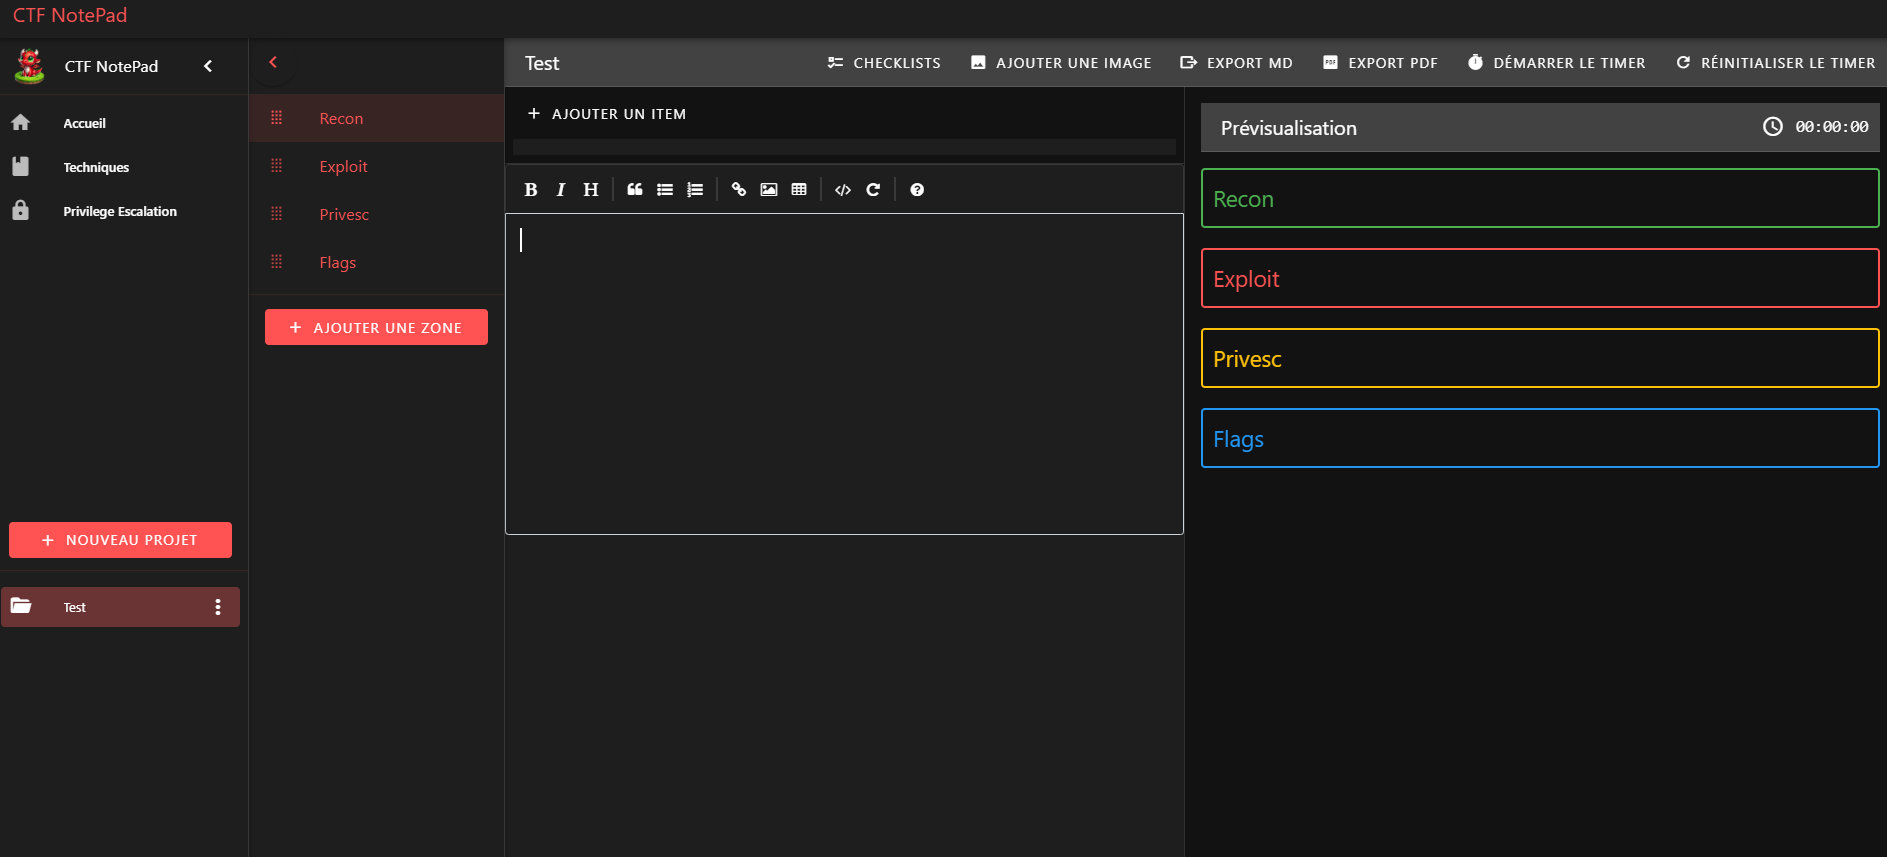 CTF NotePad
CTF NotePad
Accueil
Techniques
Privilege Escalation
NOUVEAU PROJET
Test
Recon
Exploit
Privesc
Flags
AJOUTER UNE ZONE
Test
CHECKLISTS
AJOUTER UNE IMAGE
EXPORT MD
EXPORT PDF
DÉMARRER LE TIMER
RÉINITIALISER LE TIMER
AJOUTER UN ITEM
B I H
Prévisualisation
00:00:00
Recon
Exploit
Privesc
Flags